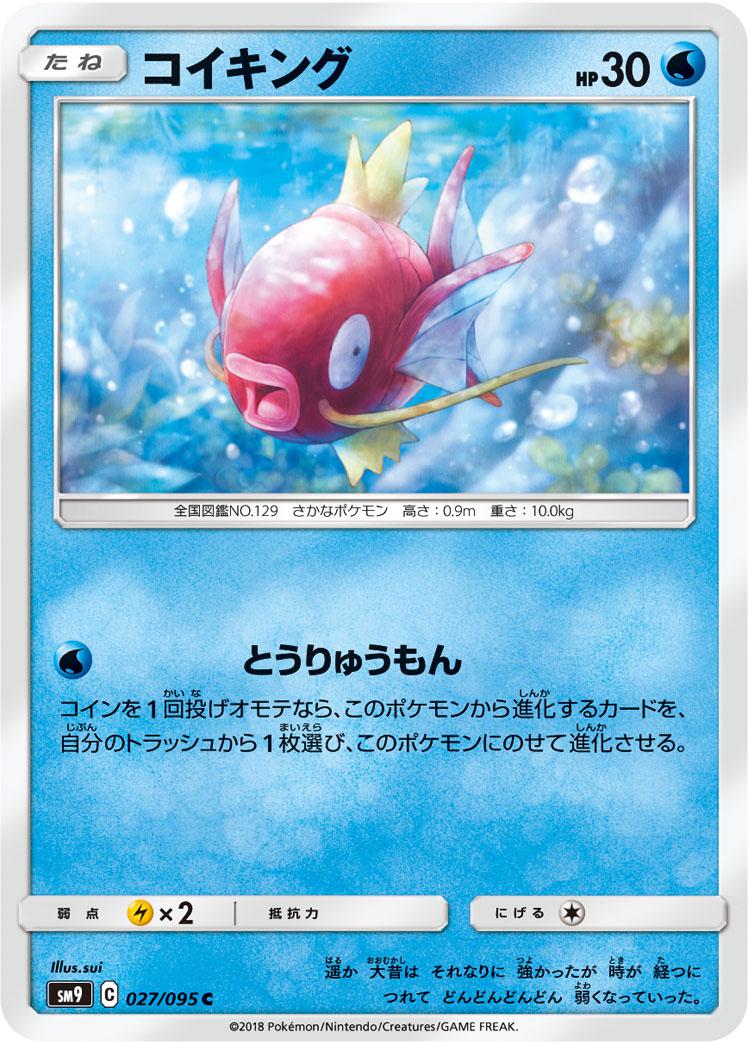 たね コイキング HP30
全国図鑑NO.129 さかなポケモン 高さ:0.9m 重さ:10.0kg
とうりゅうもん
コインを1回投げオモテなら、このポケモンから進化するカードを、
自分のトラッシュから1枚選び、このポケモンにのせて進化させる。
弱点 ×2 抵抗力 にげる
Illus.sui
遥か 大昔は それなりに 強かったが 時が 経つに
つれて どんどんどんどん 弱くなっていった。
SM9 C 027/095 C
©2018 Pokémon/Nintendo/Creatures/GAME FREAK.